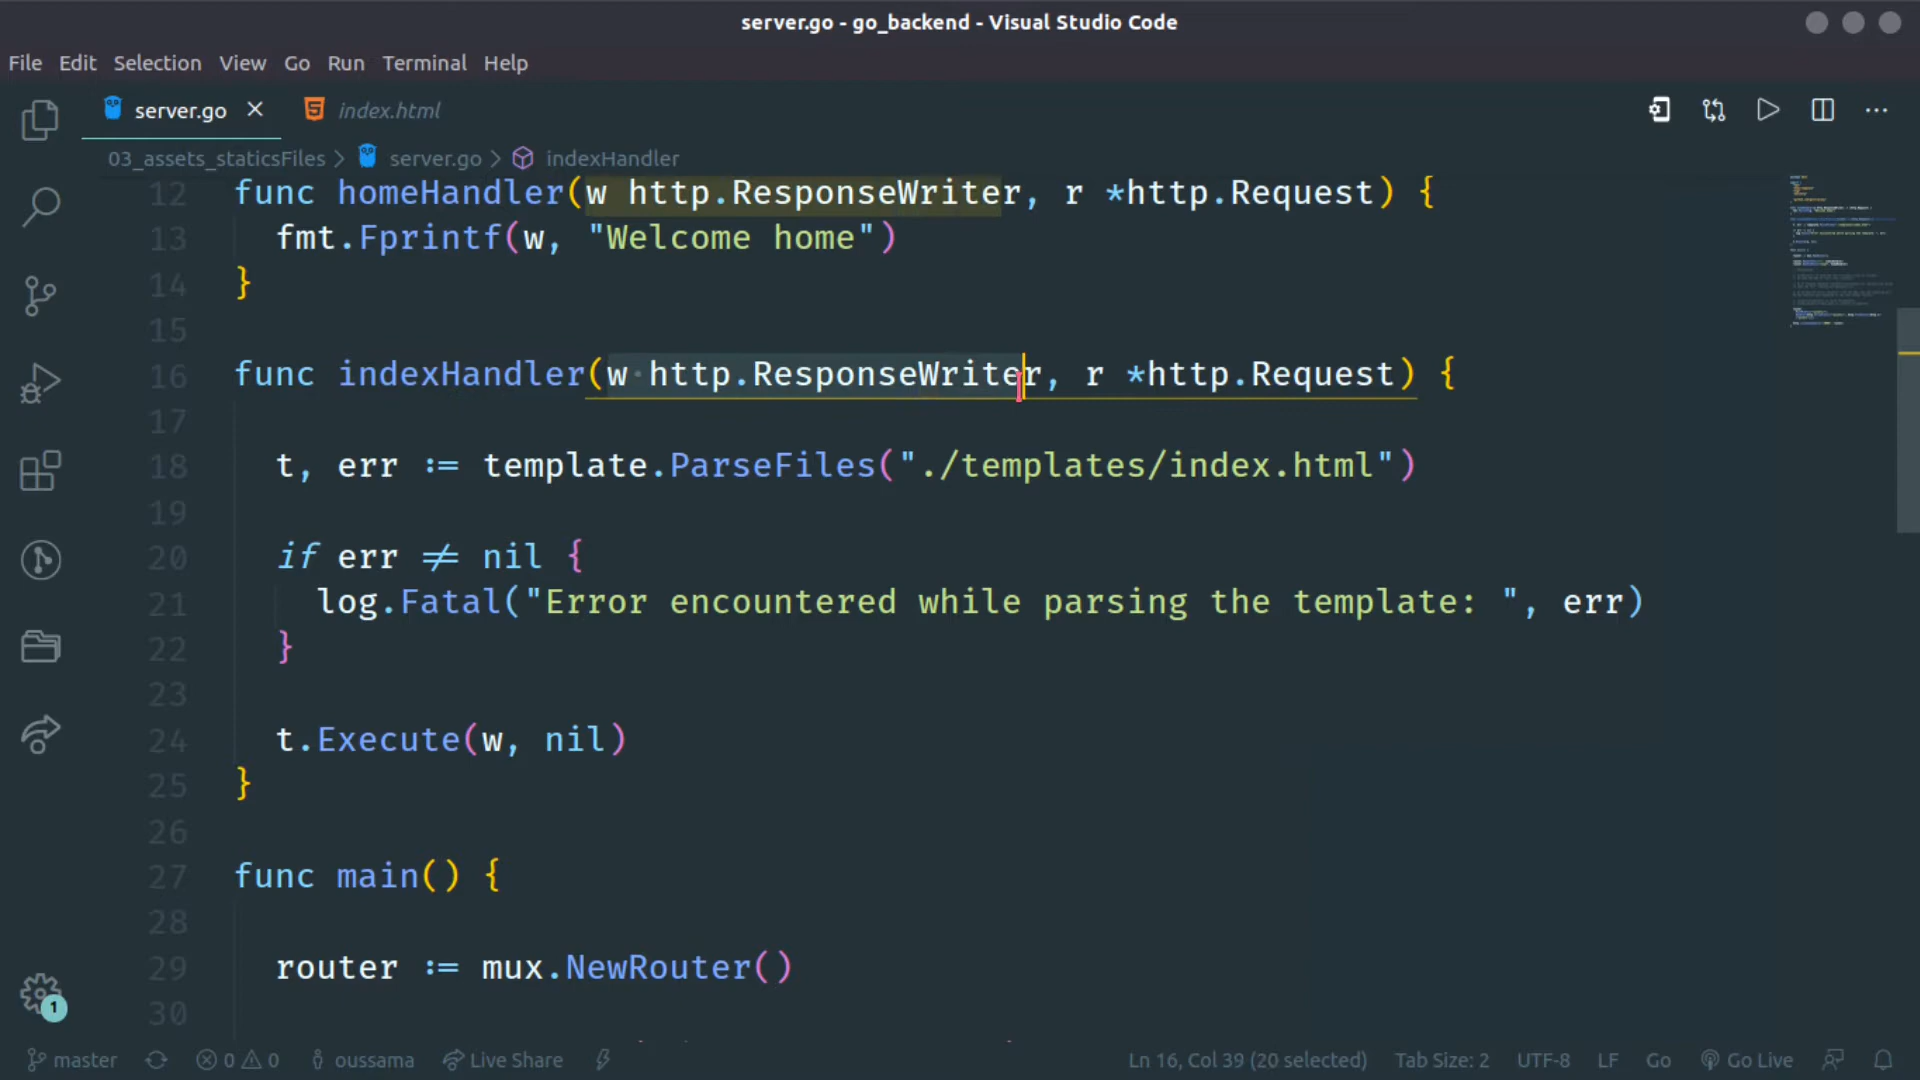 server.go - go_backend - Visual Studio Code
File Edit Selection View Go Run Terminal Help
server.go index.html
03_assets_staticsFiles > server.go > indexHandler
12 func homeHandler(w http.ResponseWriter, r *http.Request) {
13 fmt.Fprintf(w, "Welcome home")
14 }
15
16 func indexHandler(w http.ResponseWriter, r *http.Request) {
17
18 t, err := template.ParseFiles("./templates/index.html")
19
20 if err != nil {
21 log.Fatal("Error encountered while parsing the template: ", err)
22 }
23
24 t.Execute(w, nil)
25 }
26
27 func main() {
28
29 router := mux.NewRouter()
30
1
master 0 0 oussama Live Share Ln 16, Col 39 (20 selected) Tab Size: 2 UTF-8 LF Go Go Live